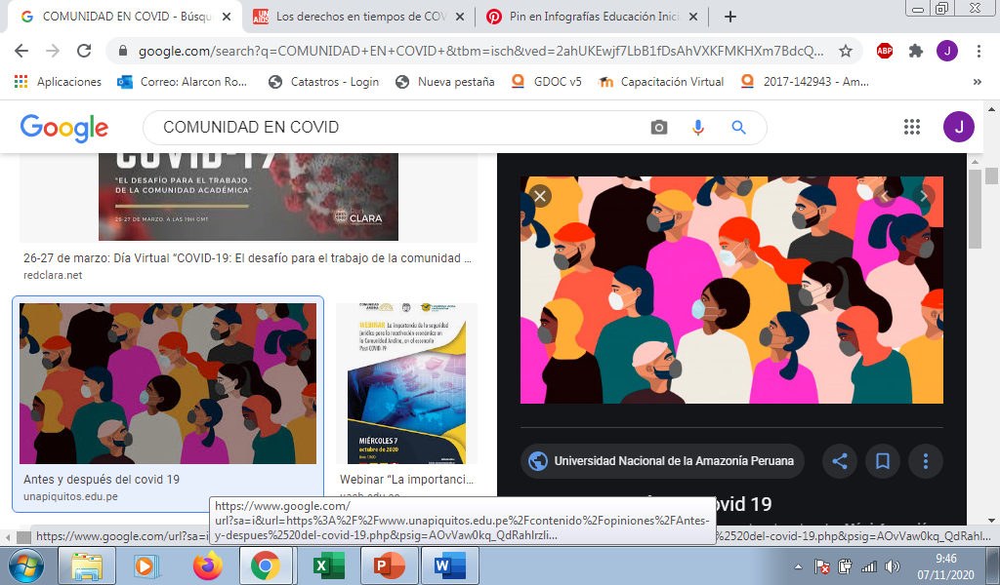 COMUNIDAD EN COVID - Búsqu
Los derechos en tiempos de COV
Pin en Infografías Educación Inici
google.com/search?q=COMUNIDAD+EN+COVID+&tbm=isch&ved=2ahUKEwjf7LbB1fDsAhVXKFMKHXm7BdcQ...
ABP
J
Aplicaciones
Correo: Alarcon Ro...
Catastros - Login
Nueva pestaña
GDOC v5
Capacitación Virtual
2017-142943 - Am...
»
Google
COMUNIDAD EN COVID
J
COVID-19
"EL DESAFÍO PARA EL TRABAJO
DE LA COMUNIDAD ACADÉMICA"
26-27 DE MARZO. A LAS 19H GMT
CLARA
26-27 de marzo: Día Virtual “COVID-19: El desafío para el trabajo de la comunidad ...
redclara.net
WEBINAR La importancia de la seguridad
jurídica para la reactivación económica en
la Comunidad Andina, en el escenario
Post COVID 19
MIÉRCOLES 7
octubre de 2020
Antes y después del covid 19
unapiquitos.edu.pe
Webinar “La importanci...
Universidad Nacional de la Amazonía Peruana
ovid 19
https://www.google.com/
url?sa=i&url=https%3A%2F%2Fwww.unapiquitos.edu.pe%2Fcontenido%2Fopiniones%2FAntes-
y-despues%2520del-covid-19.php&psig=AOvVaw0kq_QdRahIrzli...
https://www.google.com/url?sa=i
%2520del-covid-19.php&psig=AOvVaw0kq_QdRahI...
9:46
07/11/2020